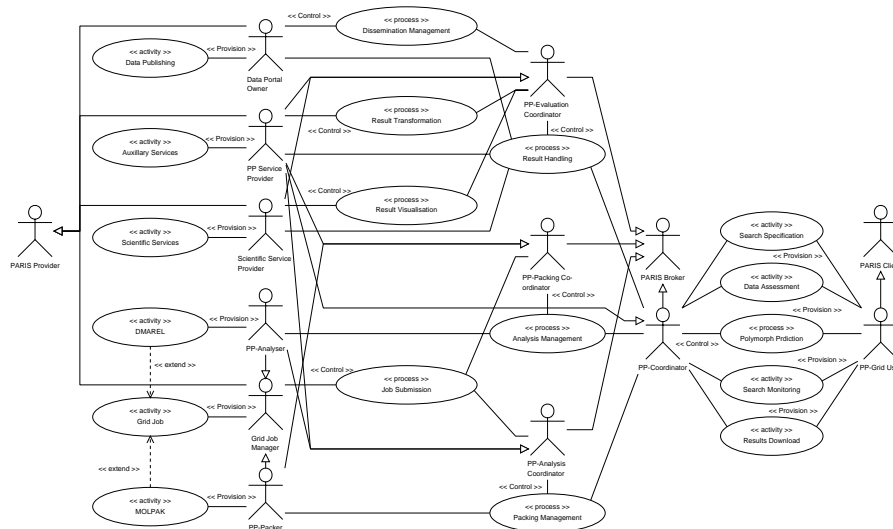 << Control >>
<< process >>
Dissemination Management
<< activity >>
Data Publishing
<< Provision >>
Data Portal
Owner
PP-Evaluation
Coordinator
<< process >>
Result Transformation
<< Control >>
<< Control >>
<< activity >>
Auxillary Services
<< Provision >>
PP Service
Provider
<< process >>
Result Handling
<< Control >>
<< process >>
Result Visualisation
PARIS Provider
<< activity >>
Scientific Services
<< Provision >>
Scientific Service
Provider
PP-Packing Co-
ordinator
PARIS Broker
<< activity >>
Search Specification
<< Provision >>
PARIS Clie
<< Control >>
<< activity >>
Data Assessment
<< Provision >>
<< activity >>
DMAREL
<< Provision >>
PP-Analyser
<< process >>
Analysis Management
PP-Coordinator
<< Control >>
<< process >>
Polymorph Prdiction
PP-Grid Us
<< extend >>
<< Control >>
<< process >>
Job Submission
<< Provision >>
<< activity >>
Search Monitoring
<< activity >>
Grid Job
<< Provision >>
Grid Job
Manager
<< Provision >>
<< activity >>
Results Download
PP-Analysis
Coordinator
<< extend >>
<< Control >>
<< activity >>
MOLPAK
<< Provision >>
PP-Packer
<< process >>
Packing Management